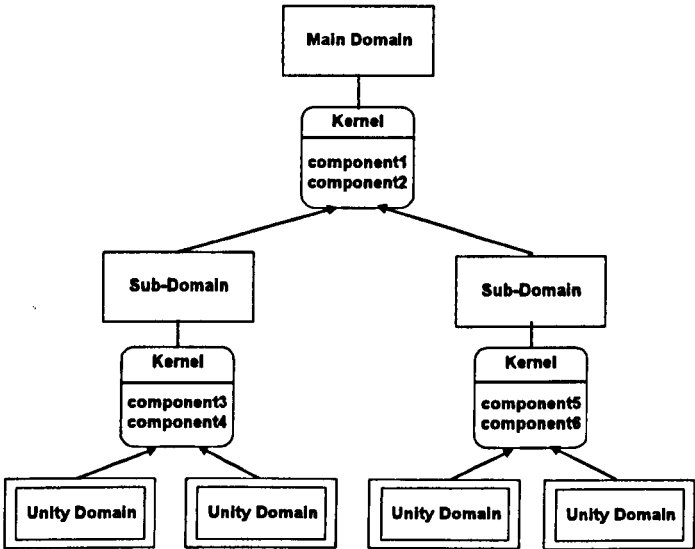 Main Domain
Kernel
component1
component2
Sub-Domain
Sub-Domain
Kernel
Kernel
component3
component4
component5
component6
Unity Domain
Unity Domain
Unity Domain
Unity Domain